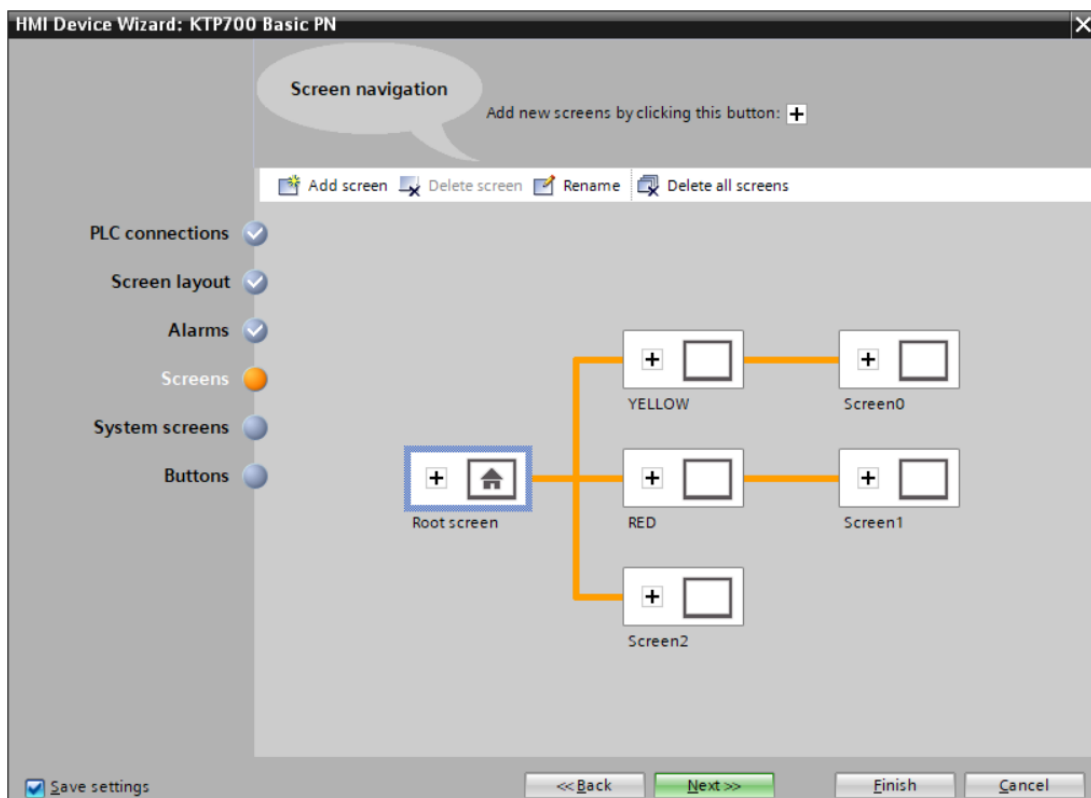 HMI Device Wizard: KTP700 Basic PN
Screen navigation
Add new screens by clicking this button:
Add screen Delete screen Rename Delete all screens
PLC connections
Screen layout
Alarms
Screens
System screens
Buttons
YELLOW
Screen0
Root screen
RED
Screen1
Screen2
Save settings
<<Back
Next>>
Finish
Cancel